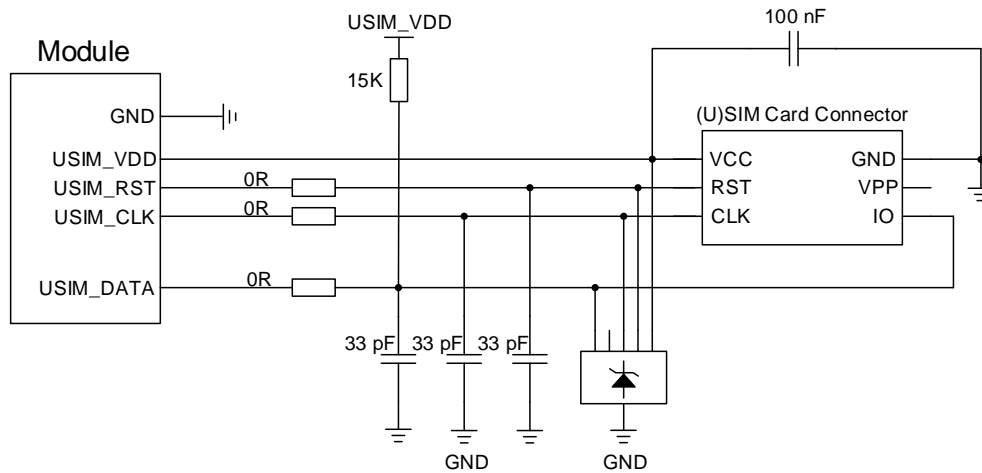 USIM_VDD
100 nF
Module
15K
(U)SIM Card Connector
GND
USIM_VDD
VCC
GND
USIM_RST
0R
RST
VPP
USIM_CLK
0R
CLK
IO
USIM_DATA
0R
33 pF
33 pF
33 pF
GND
GND